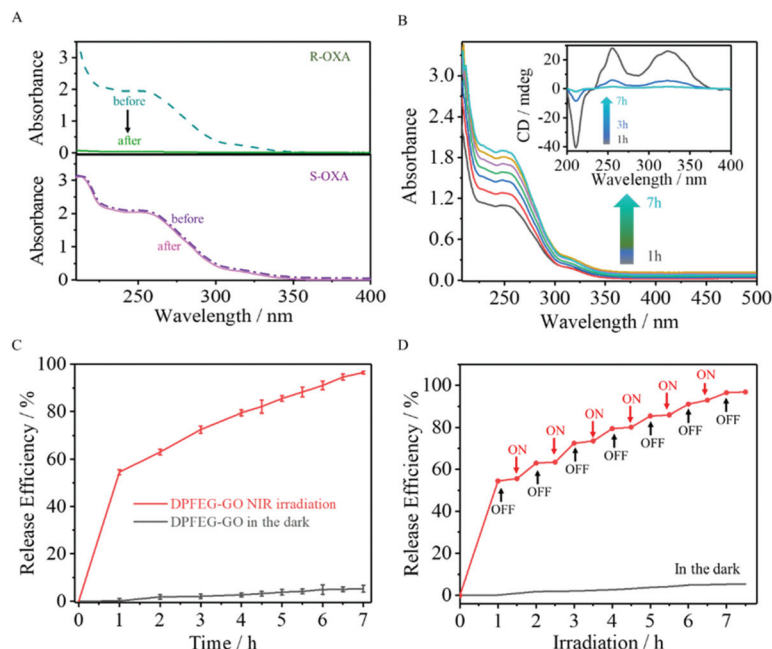 A
R-OXA
before
after
S-OXA
before
after
Absorbance
Absorbance
3
2
1
0
3
2
1
0
250
300
350
400
Wavelength / nm
B
Absorbance
3.6
3.0
2.4
1.8
1.2
0.6
0.0
250
300
350
400
450
500
Wavelength / nm
7h
1h
CD / mdeg
20
0
-20
-40
200
250
300
350
400
Wavelength / nm
7h
3h
1h
C
Release Efficiency / %
100
80
60
40
20
0
DPFEG-GO NIR irradiation
DPFEG-GO in the dark
0 1 2 3 4 5 6 7
Time / h
D
Release Efficiency / %
120
100
80
60
40
20
0
ON ON ON ON ON ON
OFF OFF OFF OFF OFF OFF OFF
In the dark
0 1 2 3 4 5 6 7
Irradiation / h